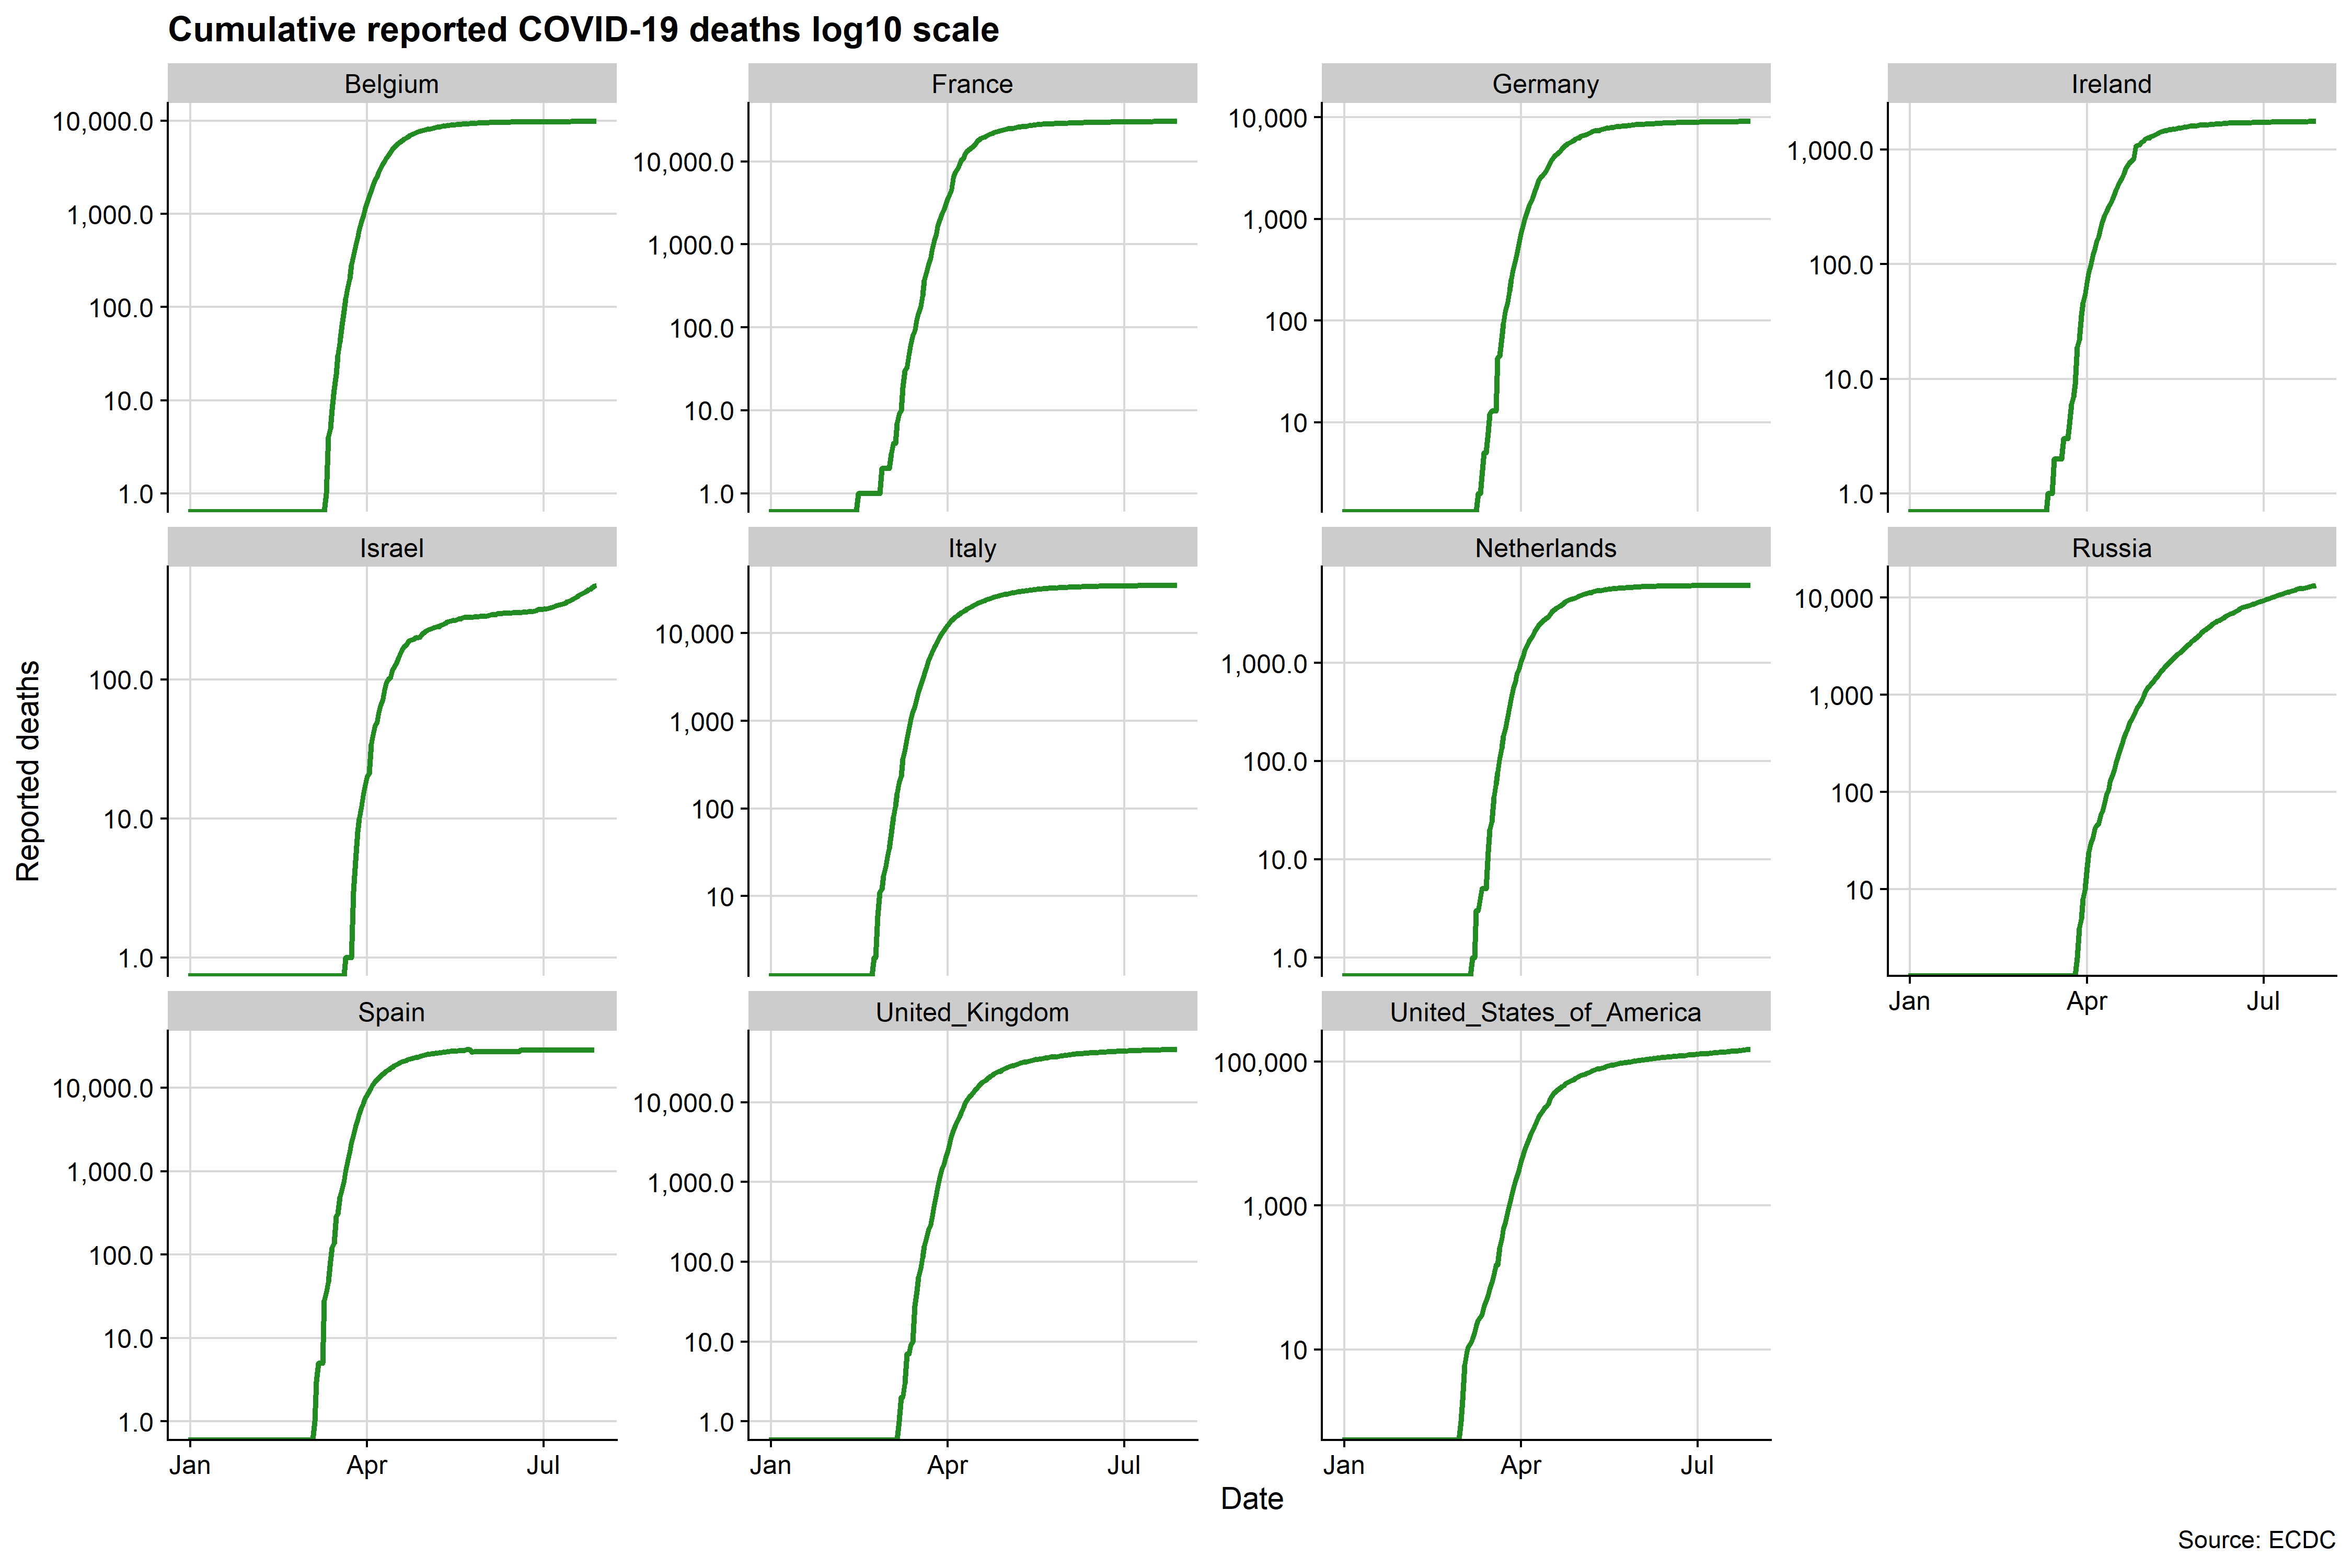 Cumulative reported COVID-19 deaths log10 scale
Belgium
France
Germany
Ireland
10,000.0
1,000.0
100.0
10.0
1.0
10,000.0
1,000.0
100.0
10.0
1.0
10,000
1,000
100
10
1,000.0
100.0
10.0
1.0
Israel
Italy
Netherlands
Russia
100.0
10.0
1.0
10,000
1,000
100
10
1,000.0
100.0
10.0
1.0
10,000
1,000
100
10
Jan Apr Jul
Spain
United_Kingdom
United_States_of_America
10,000.0
1,000.0
100.0
10.0
1.0
10,000.0
1,000.0
100.0
10.0
1.0
100,000
1,000
10
Jan Apr Jul
Jan Apr Jul
Jan Apr Jul
Reported deaths
Date
Source: ECDC